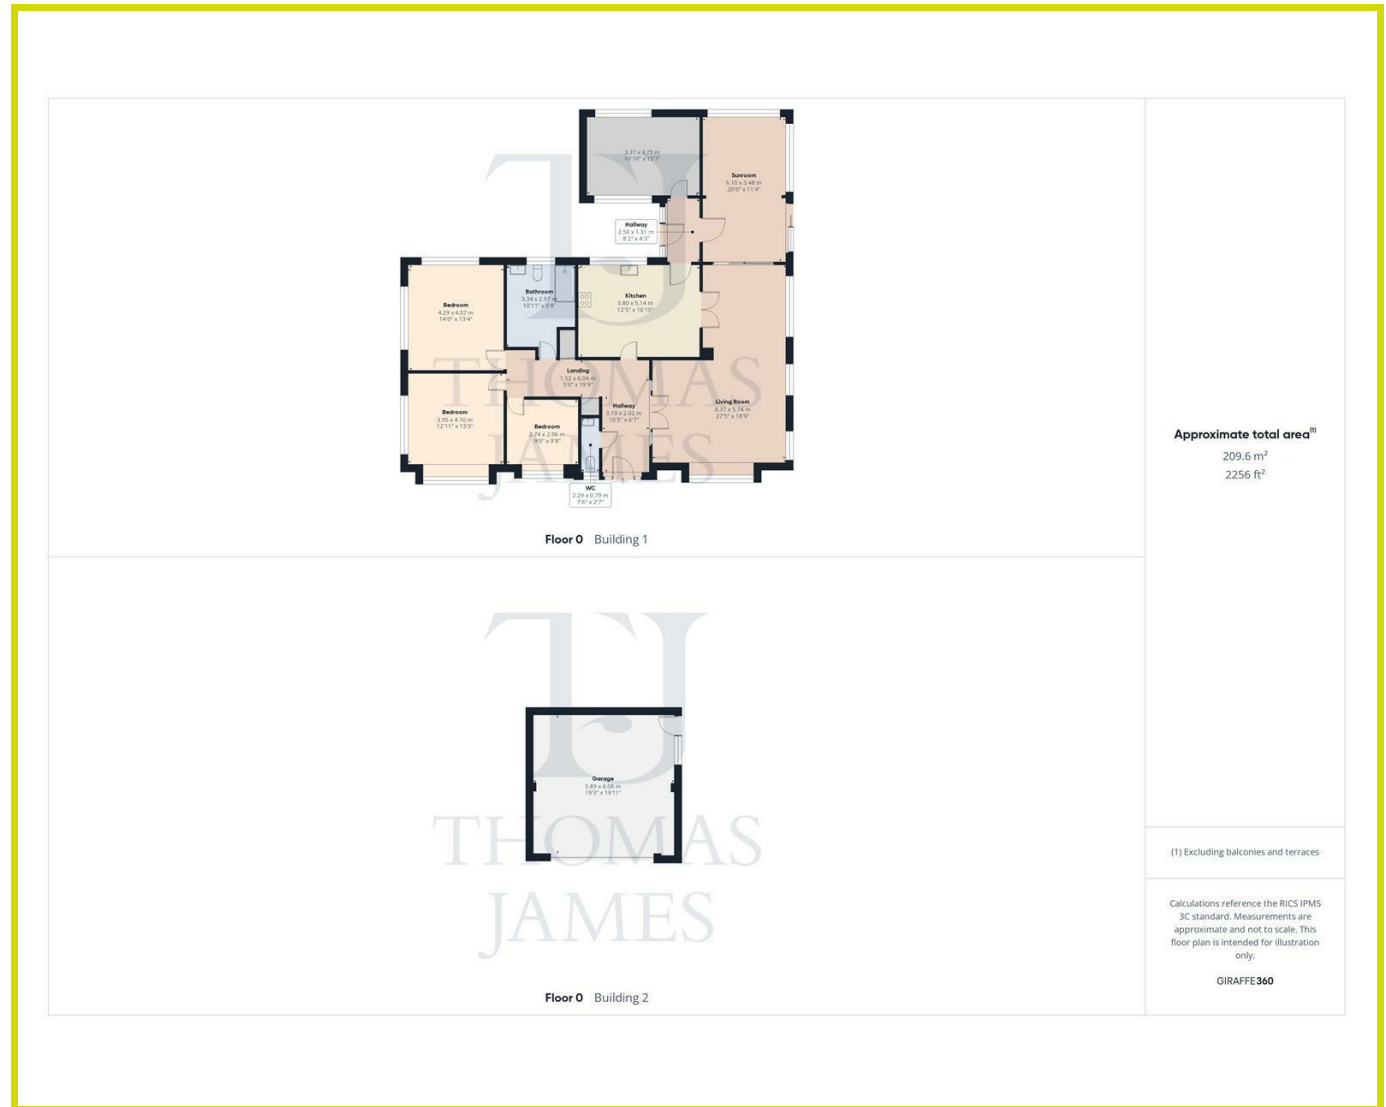 3.31 x 4.75 m
10'10" x 15'7"
Sunroom
6.10 x 3.48 m
20'0" x 11'4"
Hallway
2.50 x 1.31 m
8'2" x 4'3"
Bedroom
4.29 x 4.07 m
14'0" x 13'4"
Bathroom
3.34 x 2.97 m
10'11" x 9'8"
Kitchen
3.80 x 5.14 m
12'5" x 16'10"
Landing
1.52 x 6.04 m
5'0" x 19'9"
Hallway
3.19 x 2.02 m
10'5" x 6'7"
Living Room
8.37 x 5.74 m
27'5" x 18'9"
Bedroom
3.95 x 4.10 m
12'11" x 13'5"
Bedroom
2.74 x 2.96 m
9'0" x 9'8"
WC
2.29 x 0.79 m
7'6" x 2'7"
TJ
THOMAS
JAMES
Floor 0 Building 1
TJ
Garage
5.89 x 6.08 m
19'3" x 19'11"
THOMAS
JAMES
Floor 0 Building 2
Approximate total area(1)
209.6 m²
2256 ft²
(1) Excluding balconies and terraces
Calculations reference the RICS IPMS
3C standard. Measurements are
approximate and not to scale. This
floor plan is intended for illustration
only.
GIRAFFE360